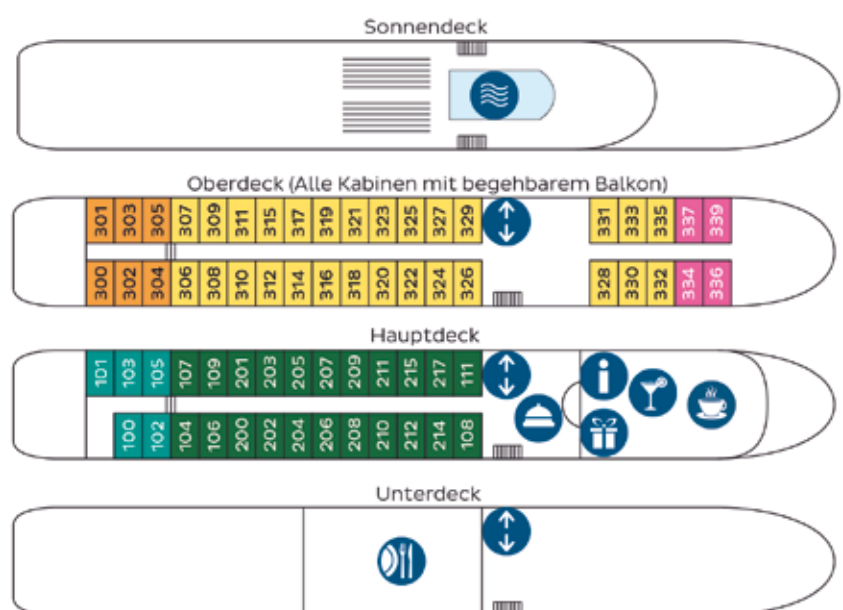 Sonnendeck
Oberdeck (Alle Kabinen mit begehbarem Balkon)
301 303 305 307 309 311 315 317 319 321 323 325 327 329 331 333 335 337 339
300 302 304 306 308 310 312 314 316 318 320 322 324 326 328 330 332 334 336
Hauptdeck
101 103 105 107 109 201 203 205 207 209 211 215 217 111
100 102 104 106 200 202 204 206 208 210 212 214 108
Unterdeck